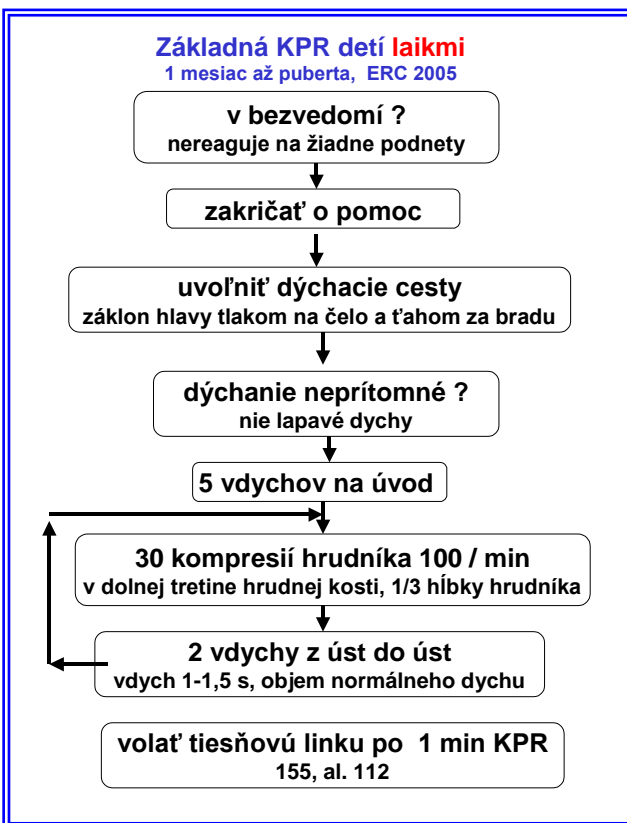 Základná KPR detí laikmi
1 mesiac až puberta, ERC 2005
v bezvedomí ?
nereaguje na žiadne podnety
zakričať o pomoc
uvoľniť dýchacie cesty
záklon hlavy tlakom na čelo a ťahom za bradu
dýchanie neprítomné ?
nie lapavé dychy
5 vdychov na úvod
30 kompresií hrudníka 100 / min
v dolnej tretine hrudnej kosti, 1/3 hĺbky hrudníka
2 vdychy z úst do úst
vdych 1-1,5 s, objem normálneho dychu
volať tiesňovú linku po 1 min KPR
155, al. 112